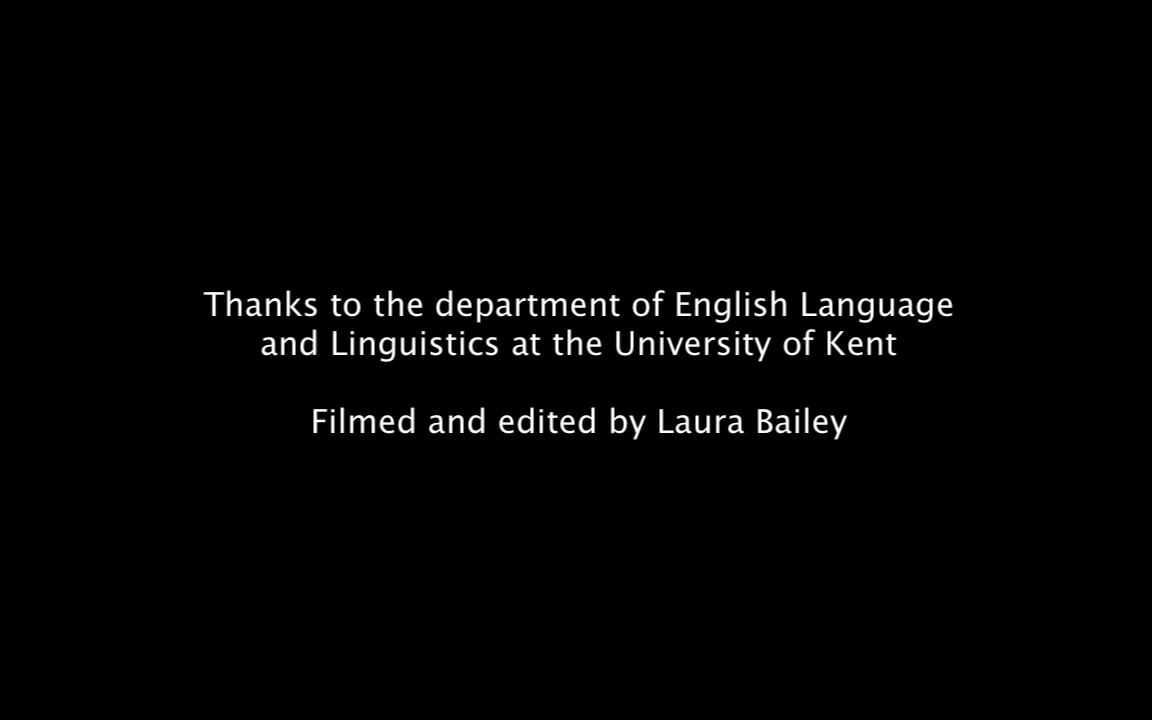 Thanks to the department of English Language
and Linguistics at the University of Kent
Filmed and edited by Laura Bailey